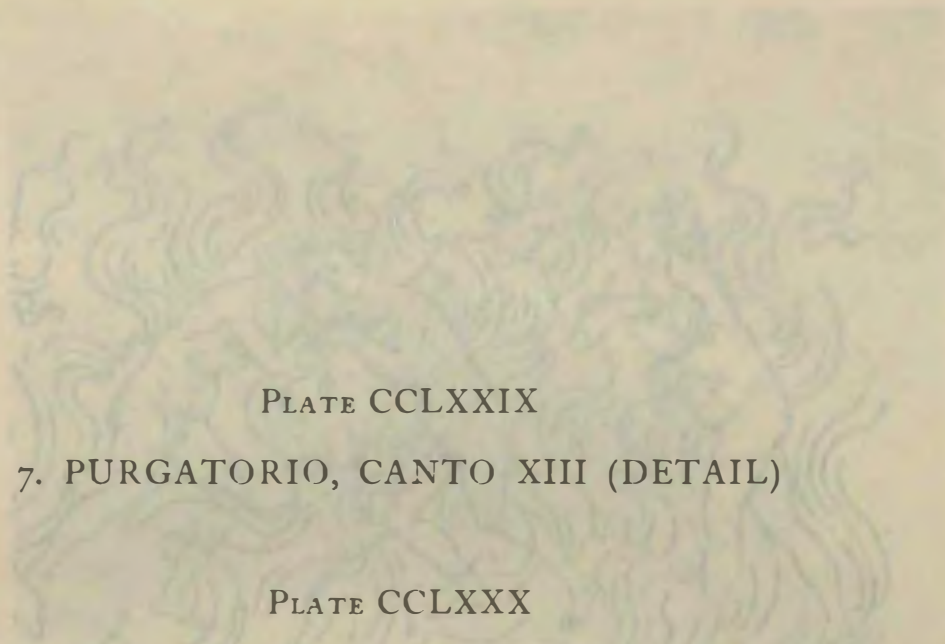 Plate CCLXXIX
7. PURGATORIO, CANTO XIII (DETAIL)
Plate CCLXXX